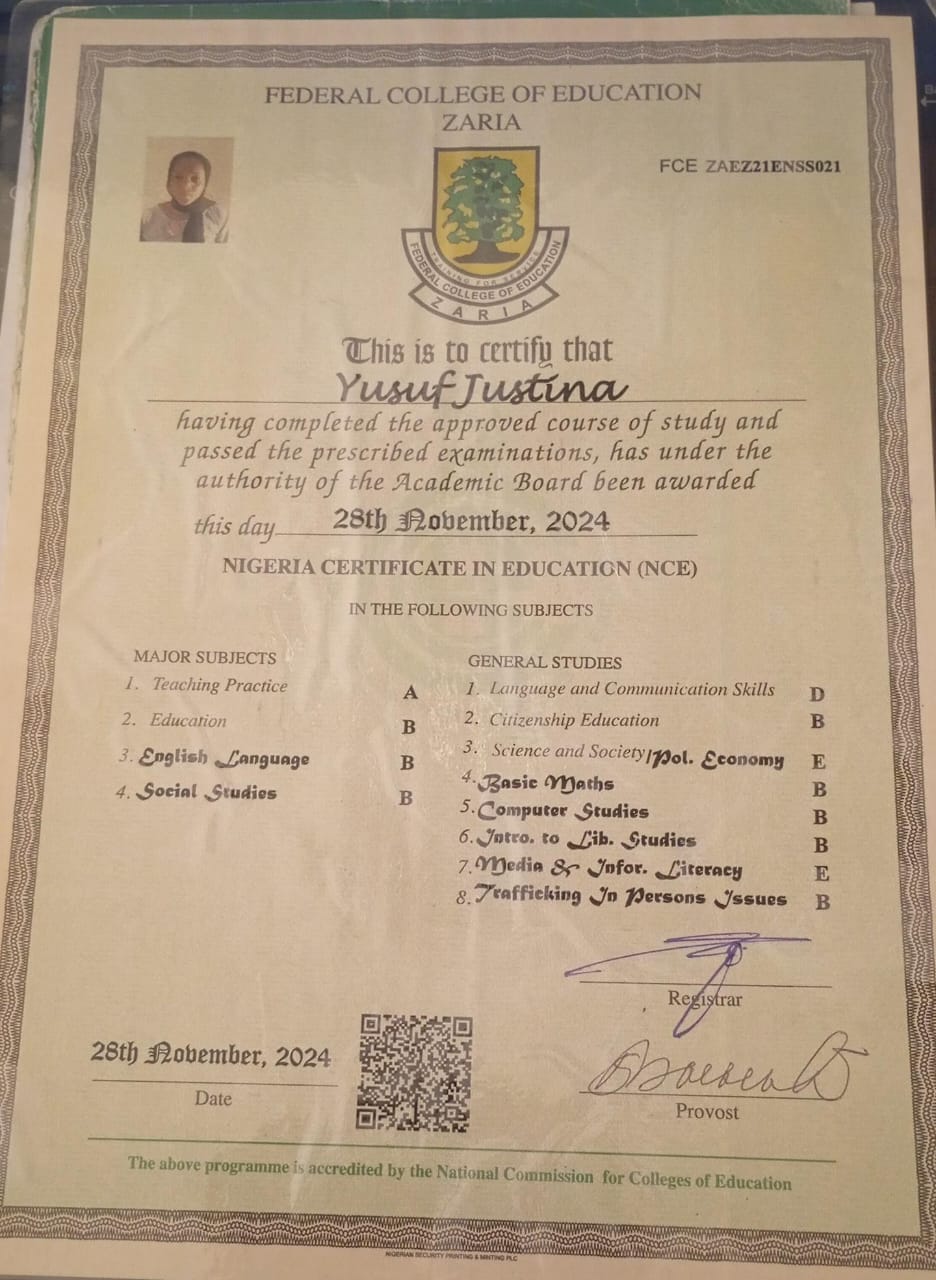 FEDERAL COLLEGE OF EDUCATION
ZARIA
FCE ZAEZ21ENSS021
TRAINING FOR SERVICE
FEDERAL COLLEGE OF EDUCATION
ZARIA
This is to certify that
Yusuf Justina
having completed the approved course of study and
passed the prescribed examinations, has under the
authority of the Academic Board been awarded
this day 28th November, 2024
NIGERIA CERTIFICATE IN EDUCATION (NCE)
IN THE FOLLOWING SUBJECTS
MAJOR SUBJECTS
1. Teaching Practice A
2. Education B
3. English Language B
4. Social Studies B
GENERAL STUDIES
1. Language and Communication Skills D
2. Citizenship Education B
3. Science and Society/Pol. Economy E
4. Basic Maths B
5. Computer Studies B
6. Intro. to Lib. Studies B
7. Media & Infor. Literacy E
8. Trafficking In Persons Issues B
Registrar
28th November, 2024
Date
Provost
The above programme is accredited by the National Commission for Colleges of Education
NIGERIAN SECURITY PRINTING & MINTING PLC